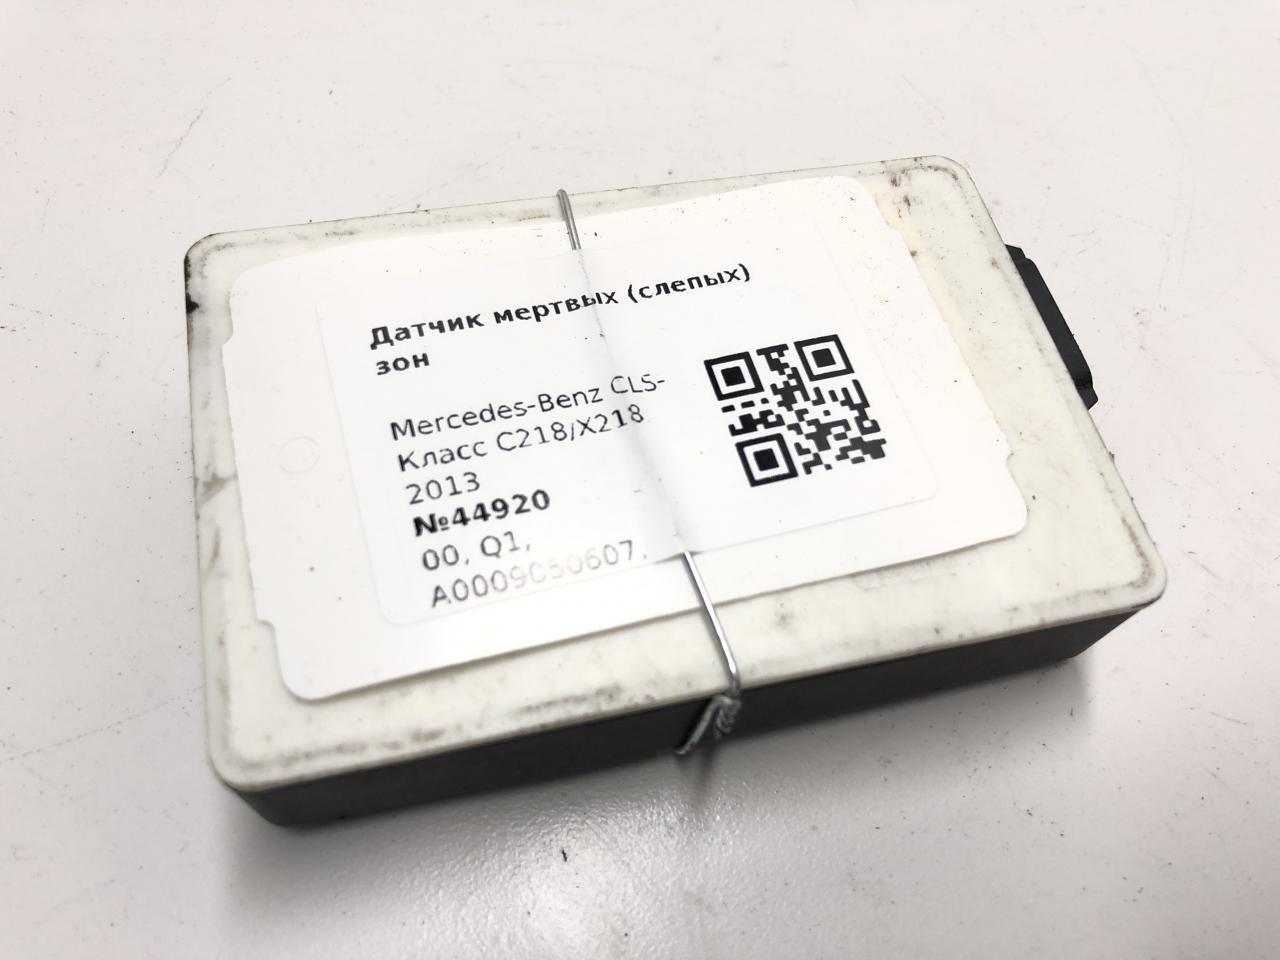 Датчик мертвых (слепых)
зон
Mercedes-Benz CLS-
Класс C218/X218
2013
№44920
00, Q1,
A0009050607,